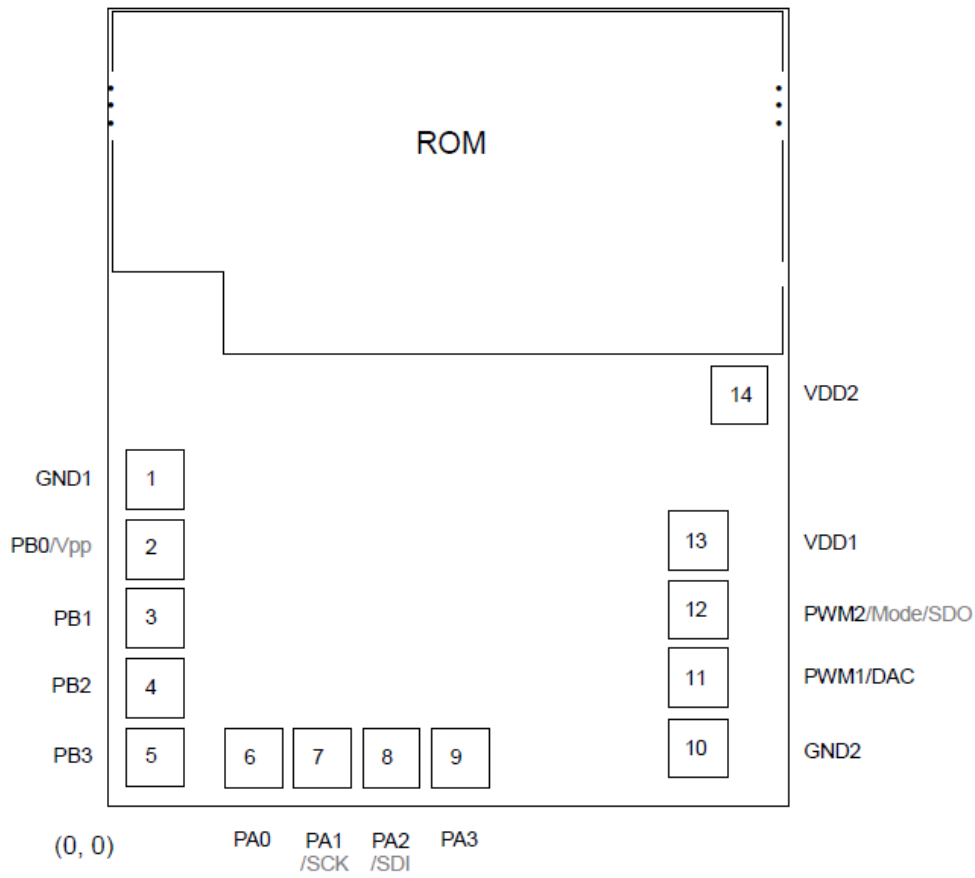 ROM
14 VDD2
GND1 1
PB0/Vpp 2
13 VDD1
PB1 3
12 PWM2/Mode/SDO
PB2 4
11 PWM1/DAC
PB3 5 6 7 8 9
10 GND2
(0, 0) PA0 PA1 PA2 PA3
/SCK /SDI